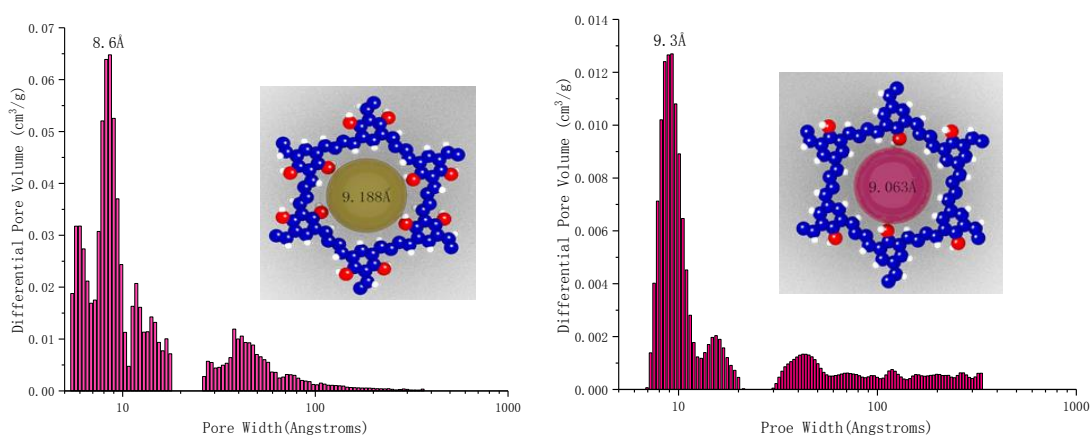 0.07
0.06
0.05
0.04
0.03
0.02
0.01
0.00
Differential Pore Volume (cm³/g)
8.6Å
9.188Å
10
100
1000
Pore Width(Angstroms)
0.014
0.012
0.010
0.008
0.006
0.004
0.002
0.000
Differential Pore Volume (cm³/g)
9.3Å
9.063Å
10
100
1000
Proe Width(Angstroms)